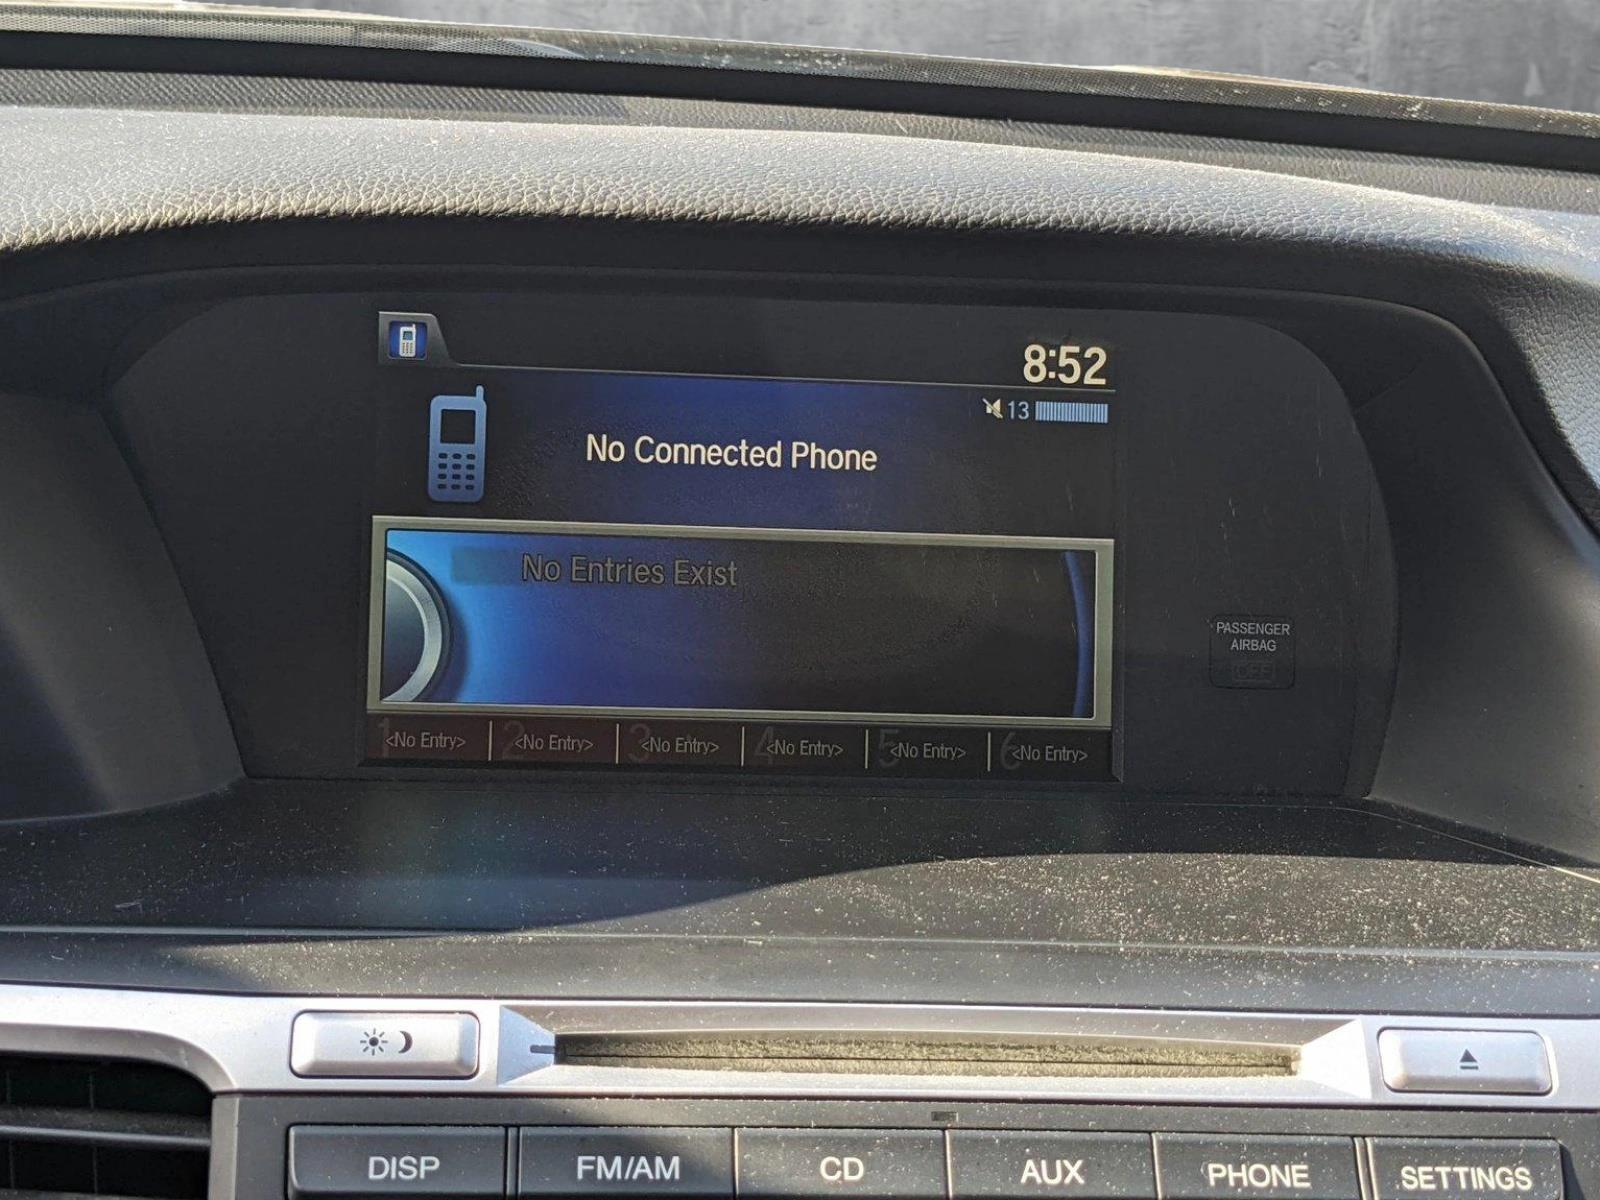 8:52
13
No Connected Phone
No Entries Exist
PASSENGER
AIRBAG
OFF
1 <No Entry> 2 <No Entry> 3 <No Entry> 4 <No Entry> 5 <No Entry> 6 <No Entry>
DISP FM/AM CD AUX PHONE SETTINGS